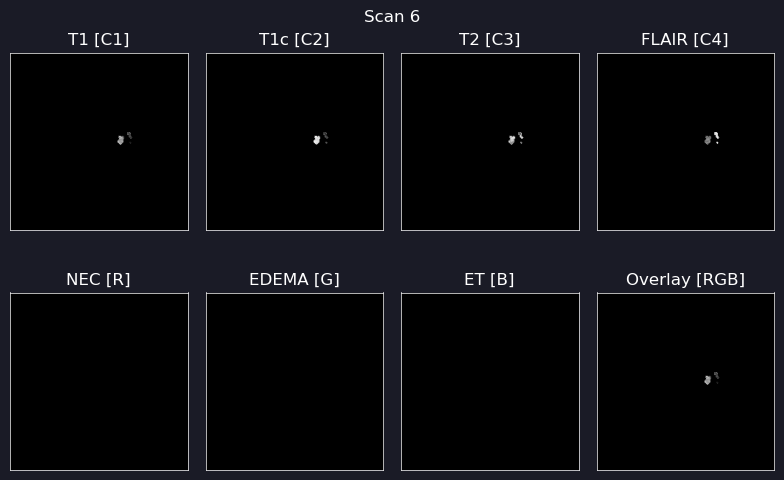 Scan 6
T1 [C1]
T1c [C2]
T2 [C3]
FLAIR [C4]
NEC [R]
EDEMA [G]
ET [B]
Overlay [RGB]